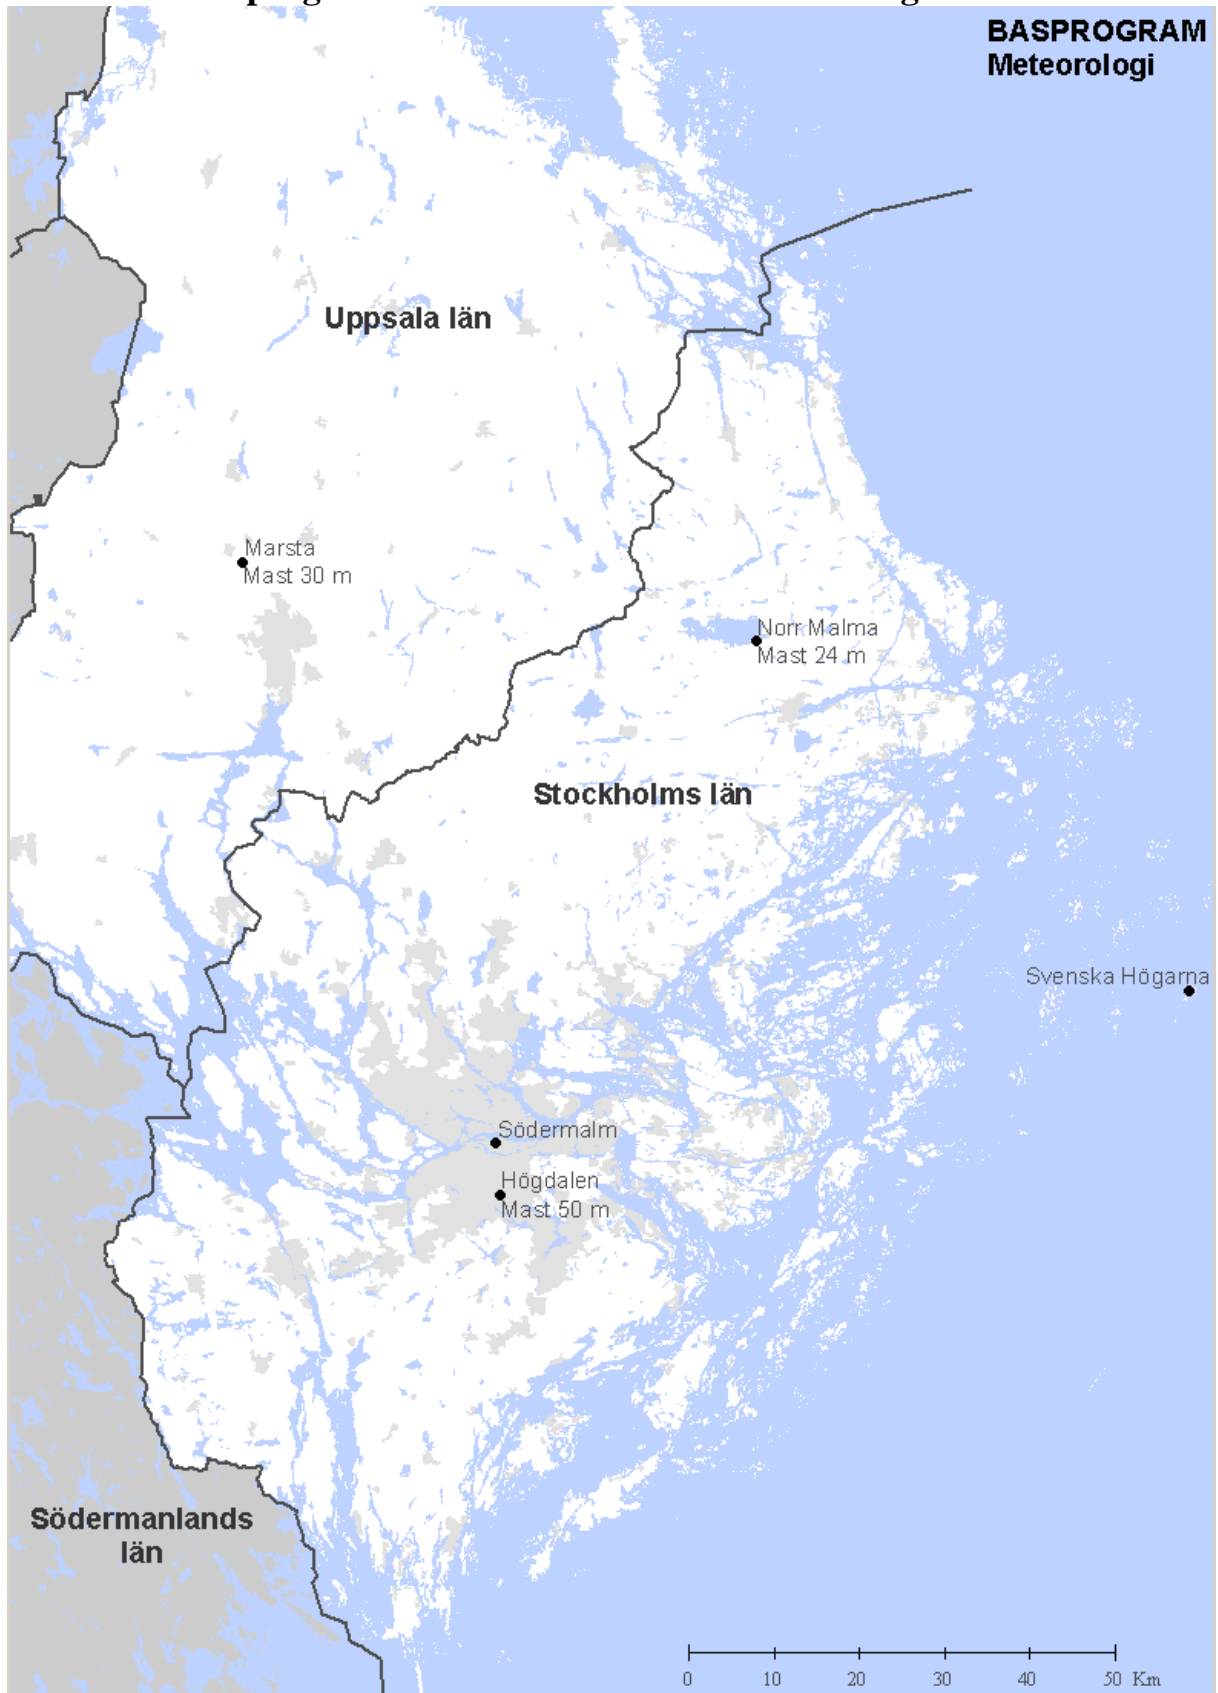 BASPROGRAM
Meteorologi
Uppsala län
Marsta
Mast 30 m
Norr Malma
Mast 24 m
Stockholms län
Svenska Högarna
Södermalm
Högdalen
Mast 50 m
Södermanlands
län
0 10 20 30 40 50 Km